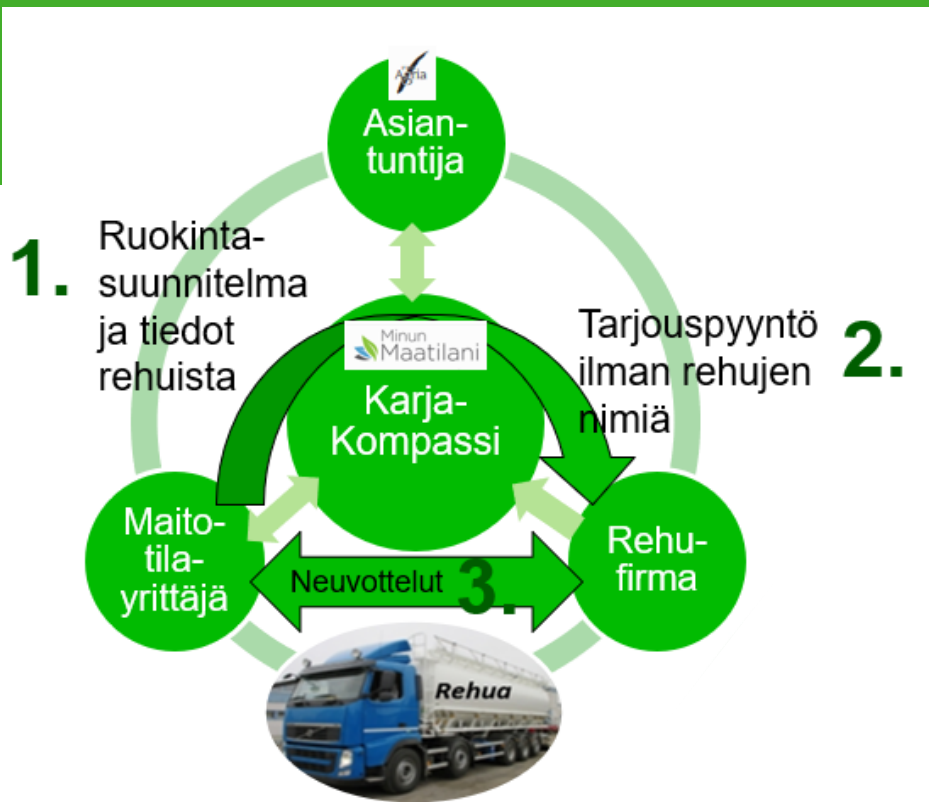 Agria
Asian-
tuntija
1.
Ruokinta-
suunnitelma
ja tiedot
rehuista
Minun
Maatilani
Karja-
Kompassi
Tarjouspyyntö
ilman rehujen
nimiä
2.
Maito-
tila-
yrittäjä
Neuvottelut
3.
Rehu-
firma
Rehua